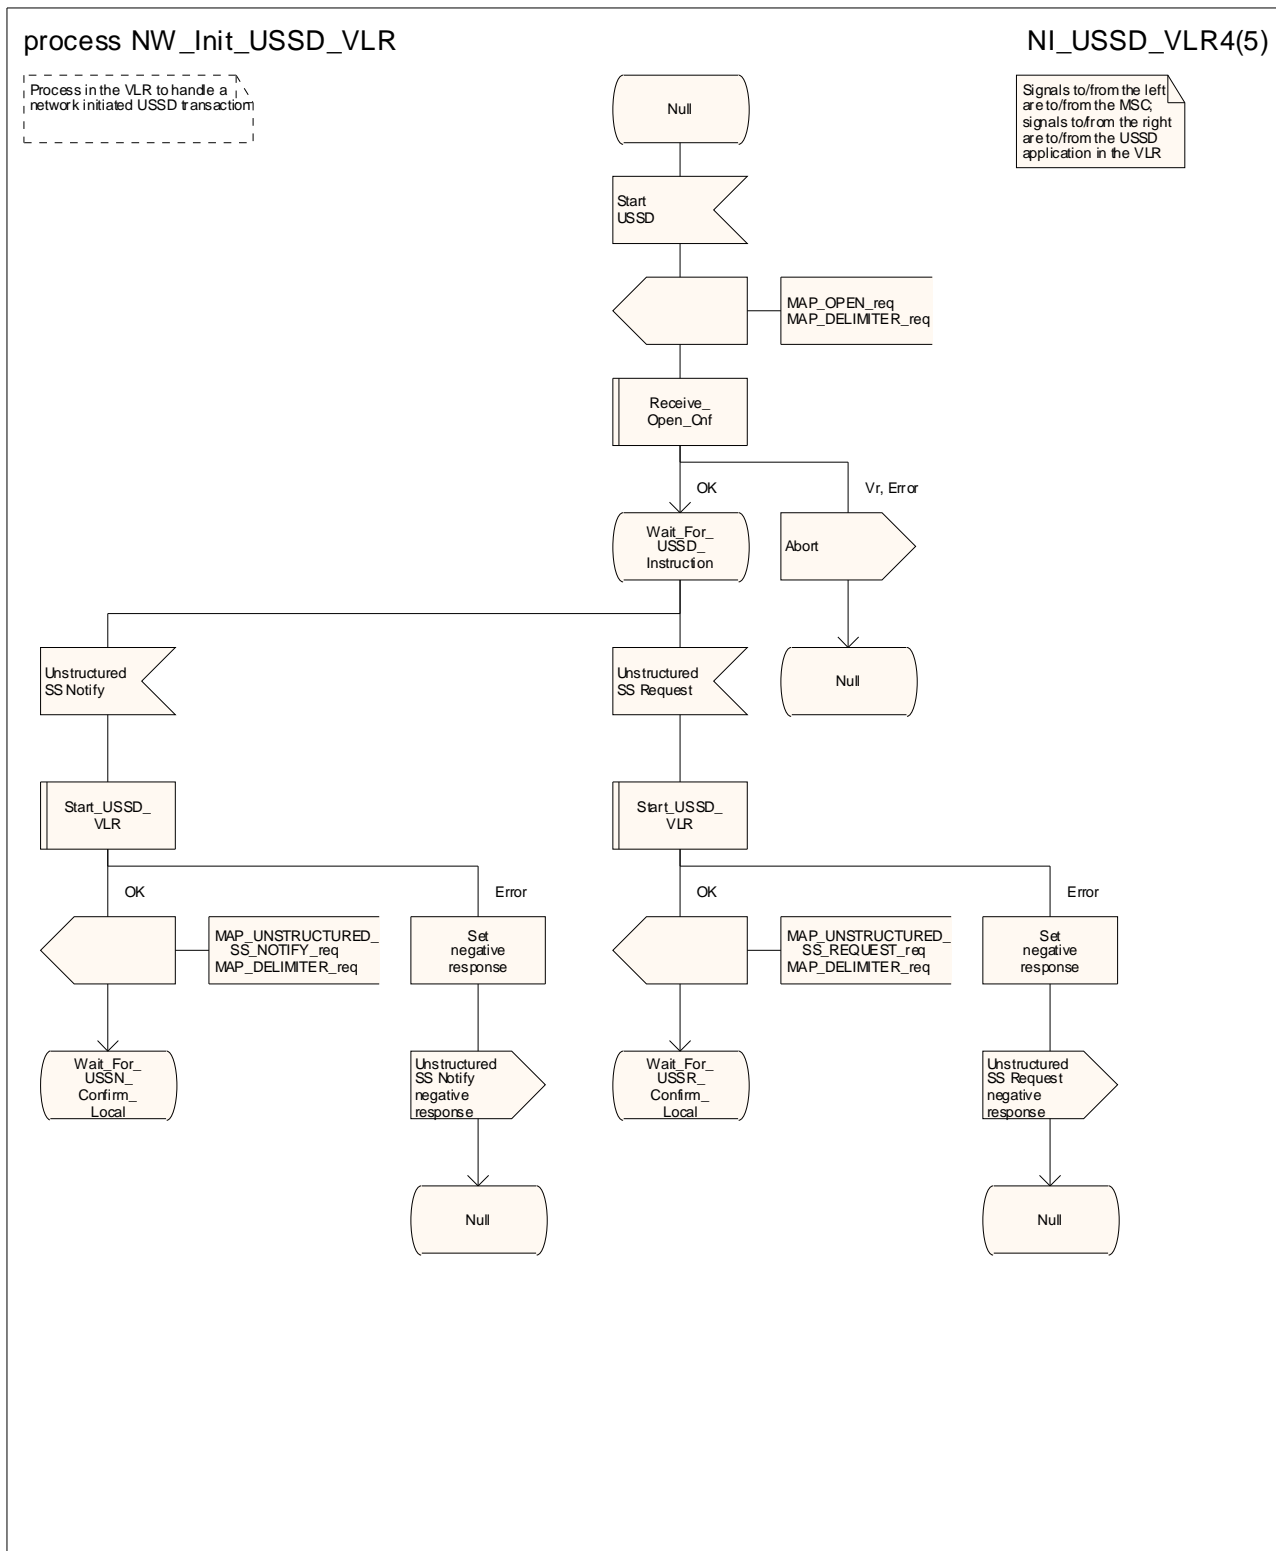 process NW_Init_USSD_VLR
NI_USSD_VLR4(5)
Process in the VLR to handle a
network initiated USSD transaction
Signals to/from the left
are to/from the MSC;
signals to/from the right
are to/from the USSD
application in the VLR
Null
Start
USSD
MAP_OPEN_req
MAP_DELIMITER_req
Receive_
Open_Cnf
OK
Vr, Error
Wait_For_
USSD_
Instruction
Abort
Unstructured
SS Notify
Unstructured
SS Request
Null
Start_USSD_
VLR
Start_USSD_
VLR
OK
Error
OK
Error
MAP_UNSTRUCTURED_
SS_NOTIFY_req
MAP_DELIMITER_req
Set
negative
response
MAP_UNSTRUCTURED_
SS_REQUEST_req
MAP_DELIMITER_req
Set
negative
response
Wait_For_
USSN_
Confirm_
Local
Unstructured
SS Notify
negative
response
Wait_For_
USSR_
Confirm_
Local
Unstructured
SS Request
negative
response
Null
Null